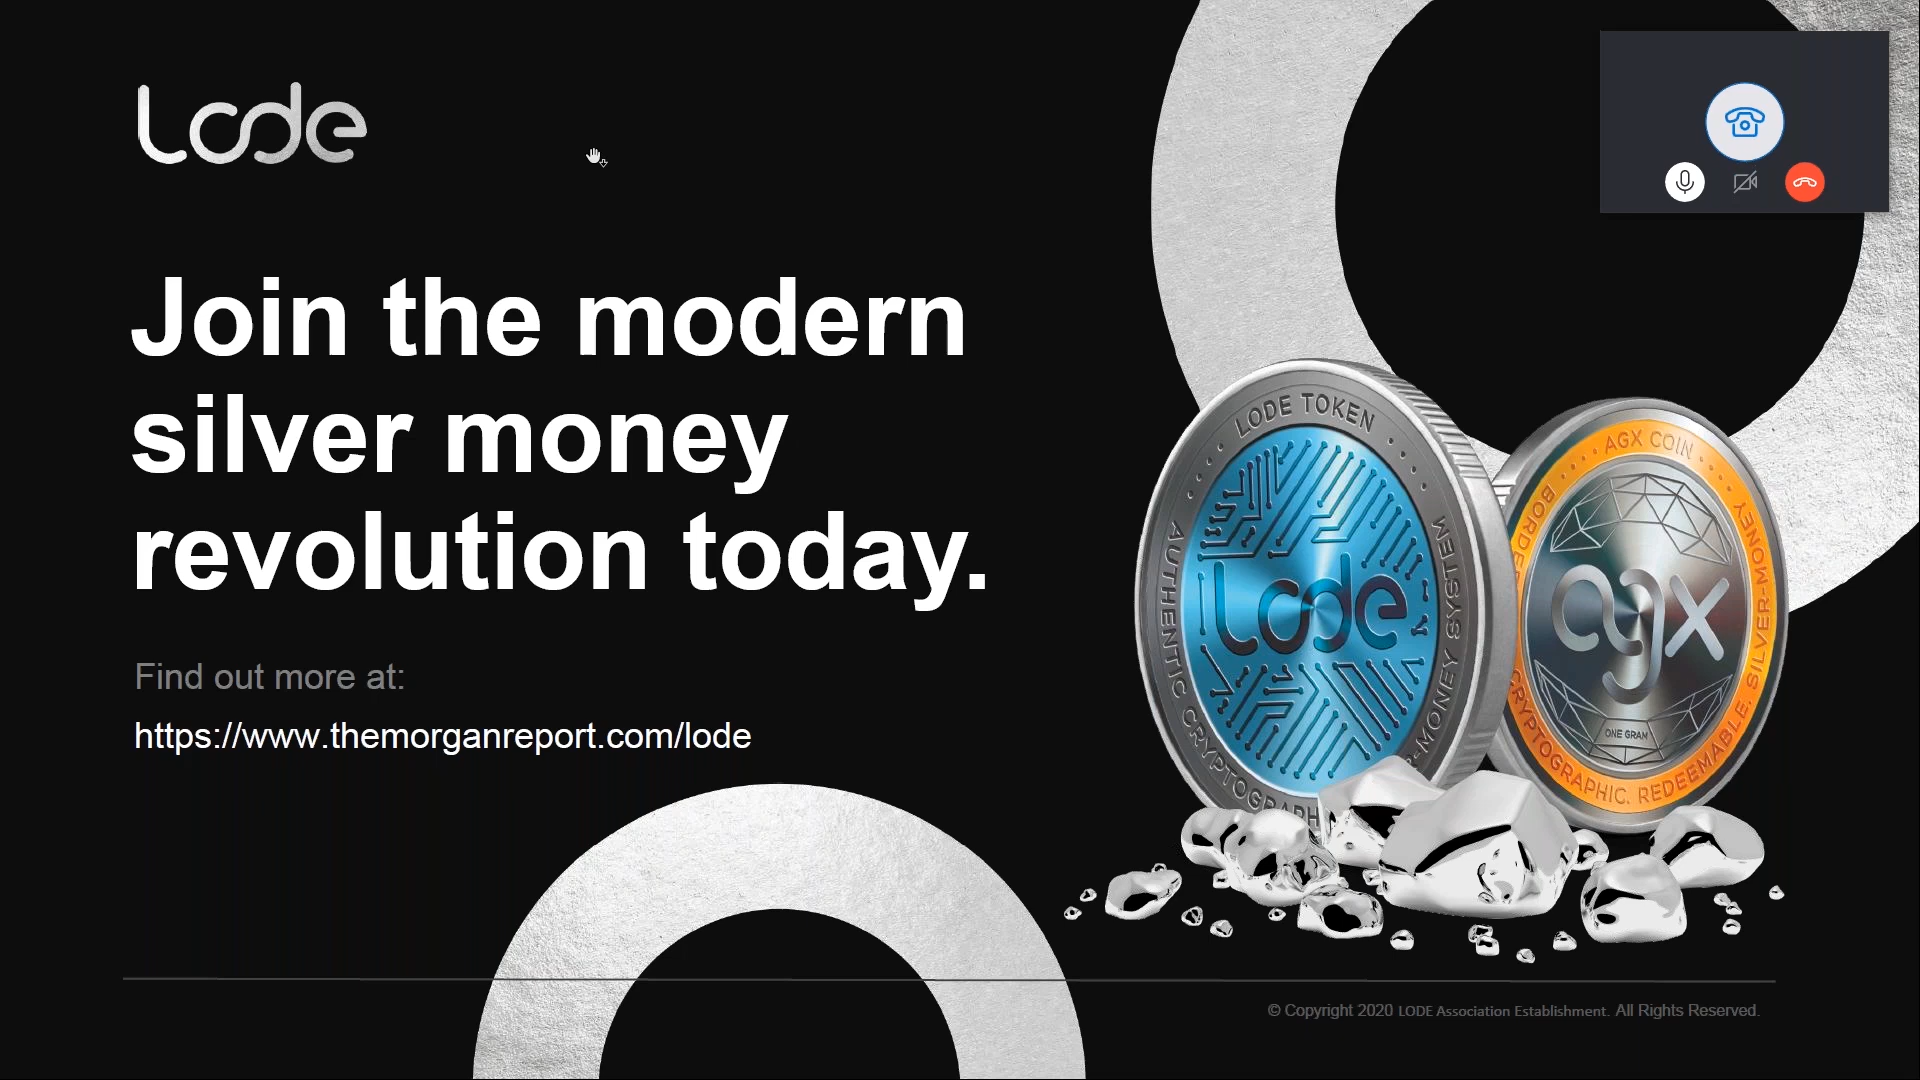 Lode
Join the modern
silver money
revolution today.
Find out more at:
https://www.themorganreport.com/lode
LODE TOKEN
AUTHENTIC CRYPTOGRAPH
R-MONEY SYSTEM
Lode
AGX COIN
BORDE
CRYPTOGRAPHIC. REDEEMABLE. SILVER-MONEY
agx
ONE GRAM
© Copyright 2020 LODE Association Establishment. All Rights Reserved.